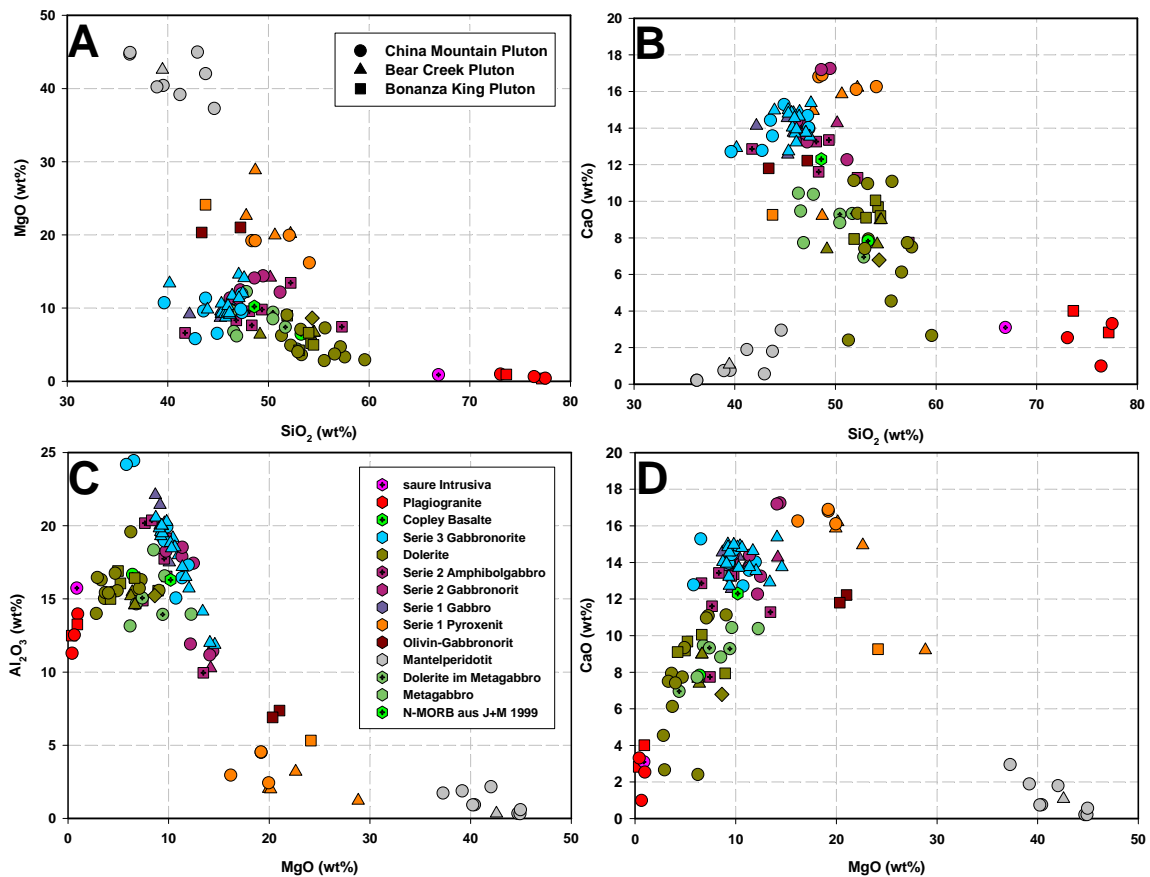 A
China Mountain Pluton
Bear Creek Pluton
Bonanza King Pluton
MgO (wt%)
50
40
30
20
10
0
30 40 50 60 70 80
SiO₂ (wt%)
B
CaO (wt%)
20
18
16
14
12
10
8
6
4
2
0
30 40 50 60 70 80
SiO₂ (wt%)
C
saure Intrusiva
Plagiogranite
Copley Basalte
Serie 3 Gabbronorite
Dolerite
Serie 2 Amphibolgabbro
Serie 2 Gabbronorit
Serie 1 Gabbro
Serie 1 Pyroxenit
Olivin-Gabbronorit
Mantelperidotit
Dolerite im Metagabbro
Metagabbro
N-MORB aus J+M 1999
Al₂O₃ (wt%)
25
20
15
10
5
0
0 10 20 30 40 50
MgO (wt%)
D
CaO (wt%)
20
18
16
14
12
10
8
6
4
2
0
0 10 20 30 40 50
MgO (wt%)